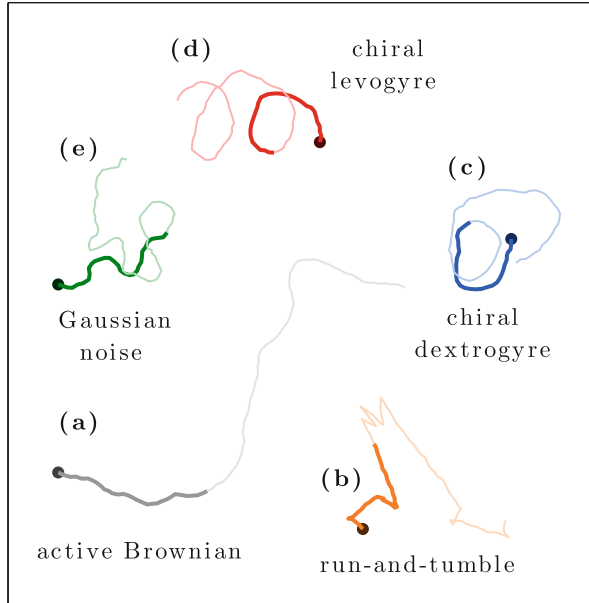 (d)
chiral
levogyre
(e)
(c)
Gaussian
noise
chiral
dextrogyre
(a)
(b)
active Brownian
run-and-tumble